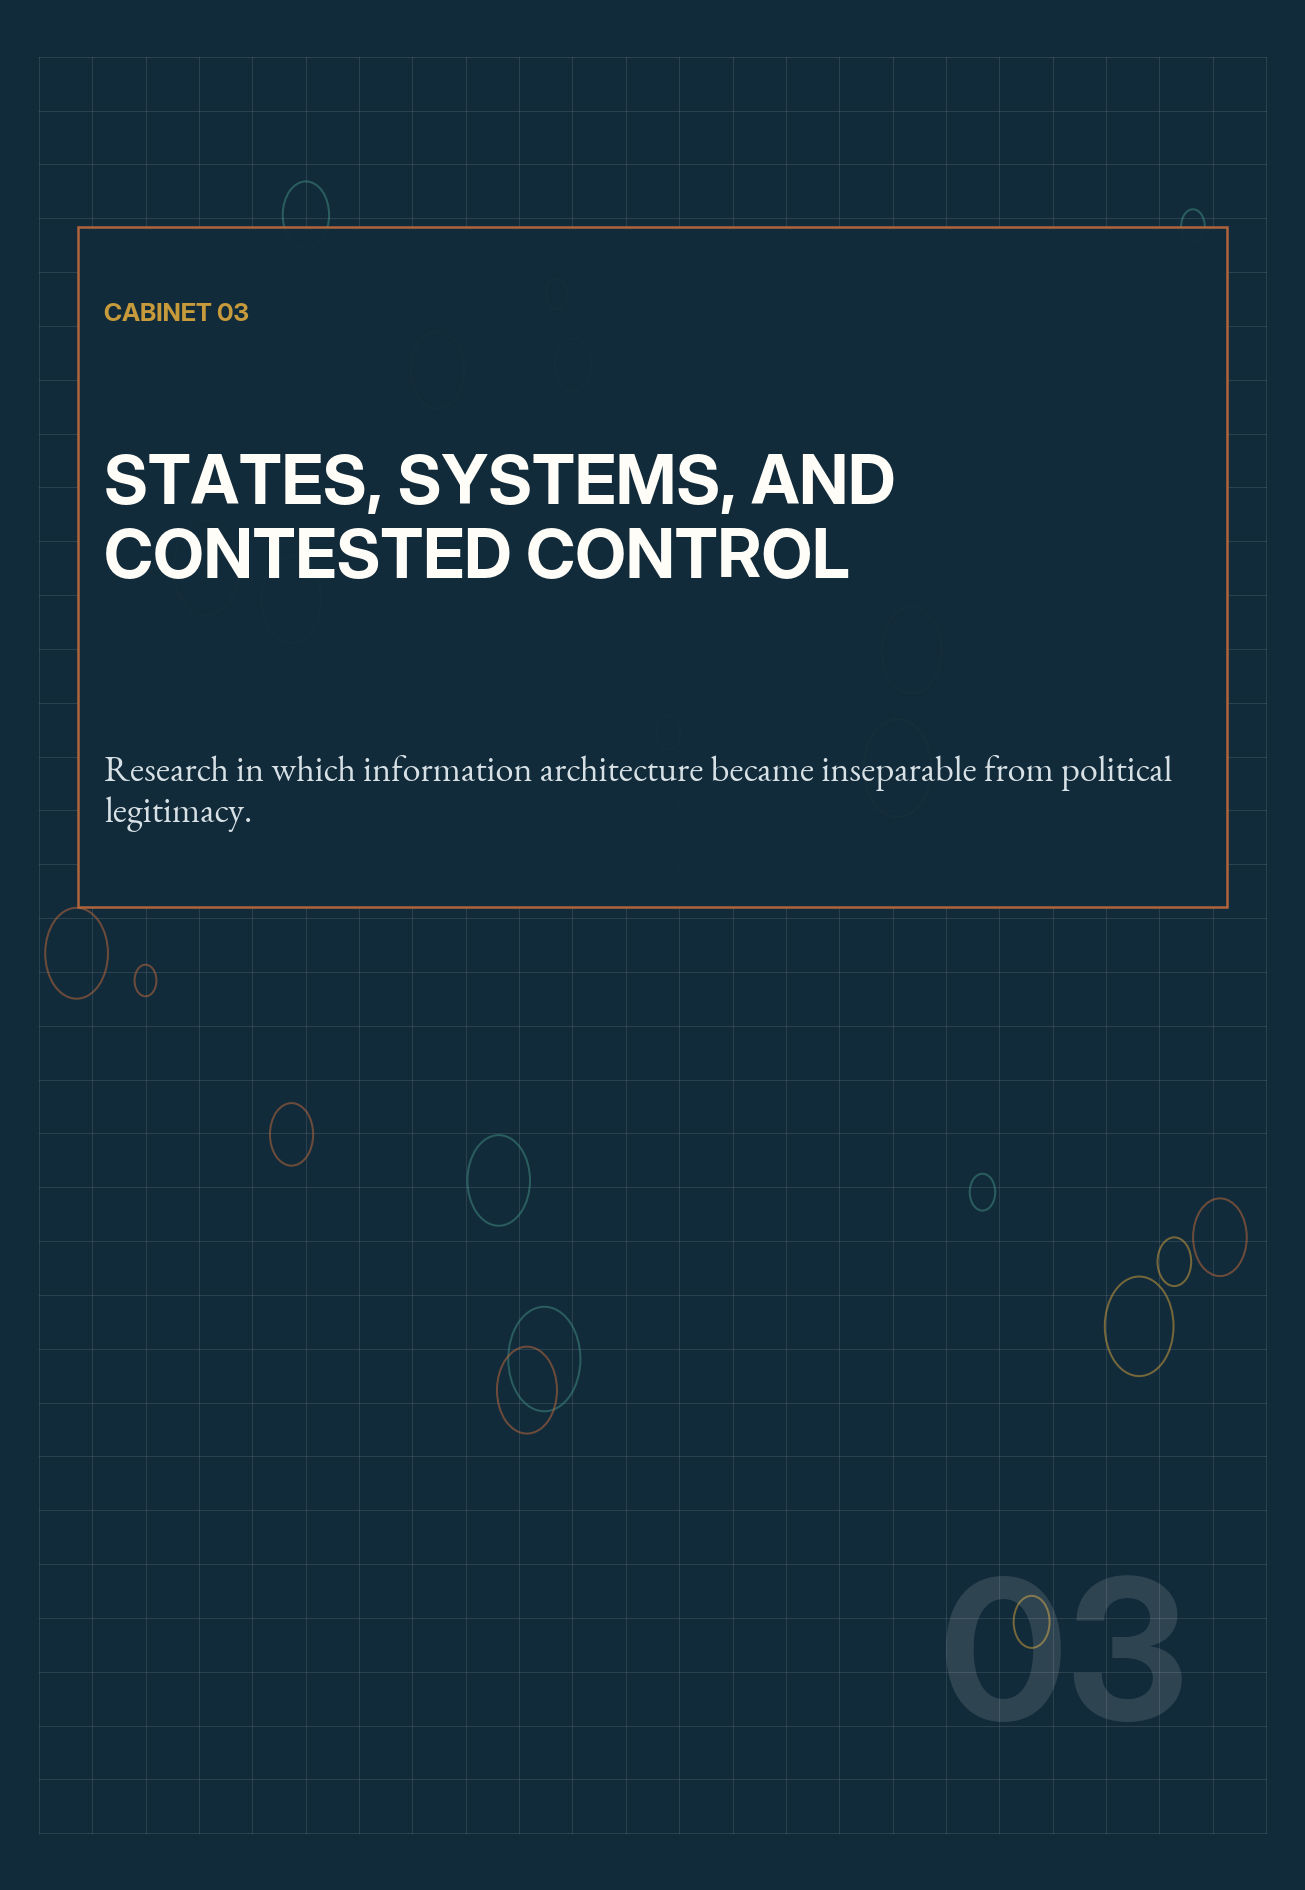 CABINET 03
STATES, SYSTEMS, AND
CONTESTED CONTROL
Research in which information architecture became inseparable from political
legitimacy.
03